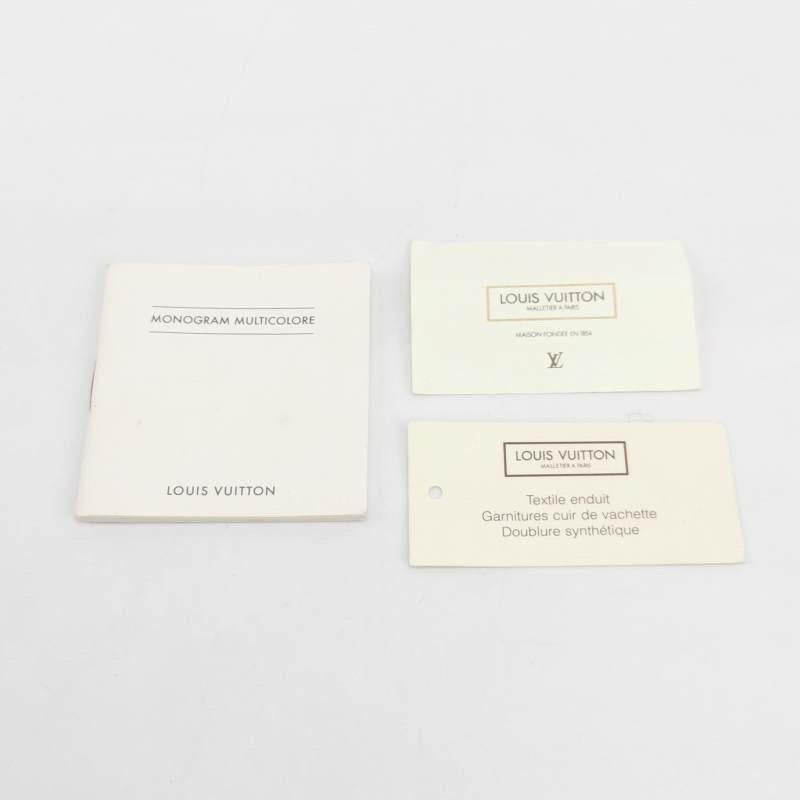 MONOGRAM MULTICOLORE
LOUIS VUITTON
LOUIS VUITTON
MALLETIER A PARIS
MAISON FONDÉE EN 1854
LV
LOUIS VUITTON
MALLETIER A PARIS
Textile enduit
Garnitures cuir de vachette
Doublure synthétique